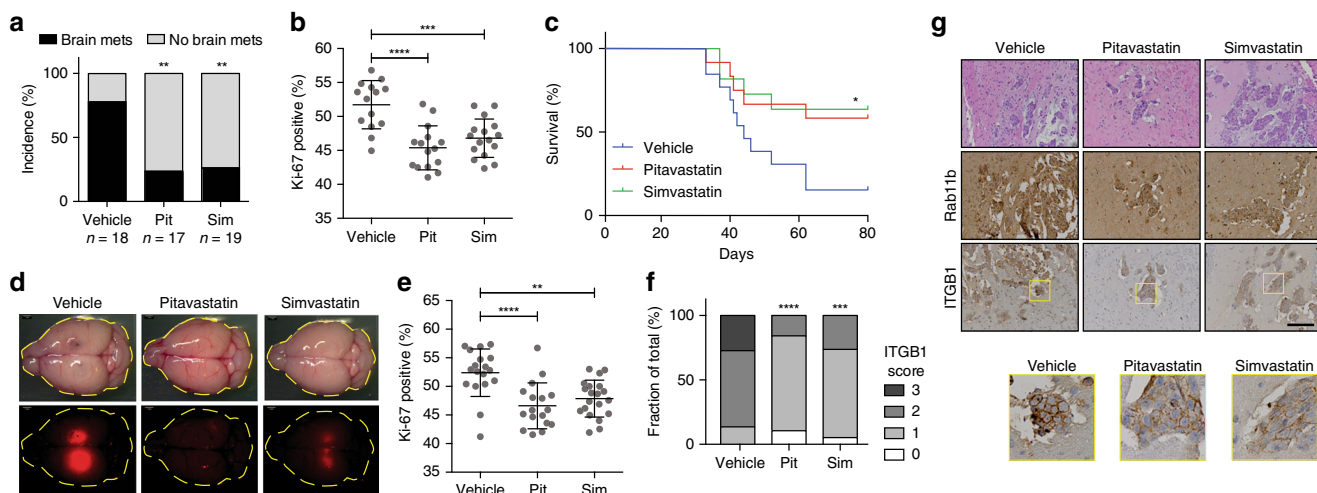 a
Brain mets
No brain mets
** **
Incidence (%)
100
50
0
Vehicle Pit Sim
n = 18 n = 17 n = 19
b
***
****
Ki-67 positive (%)
60
55
50
45
40
35
Vehicle Pit Sim
c
Survival (%)
100
50
0
*
Vehicle
Pitavastatin
Simvastatin
0 20 40 60 80
Days
d
Vehicle Pitavastatin Simvastatin
e
**
****
Ki-67 positive (%)
65
60
55
50
45
40
35
Vehicle Pit Sim
f
**** ***
Fraction of total (%)
100
50
0
Vehicle Pit Sim
ITGB1
score
3
2
1
0
g
Vehicle Pitavastatin Simvastatin
Rab11b
ITGB1
Vehicle Pitavastatin Simvastatin